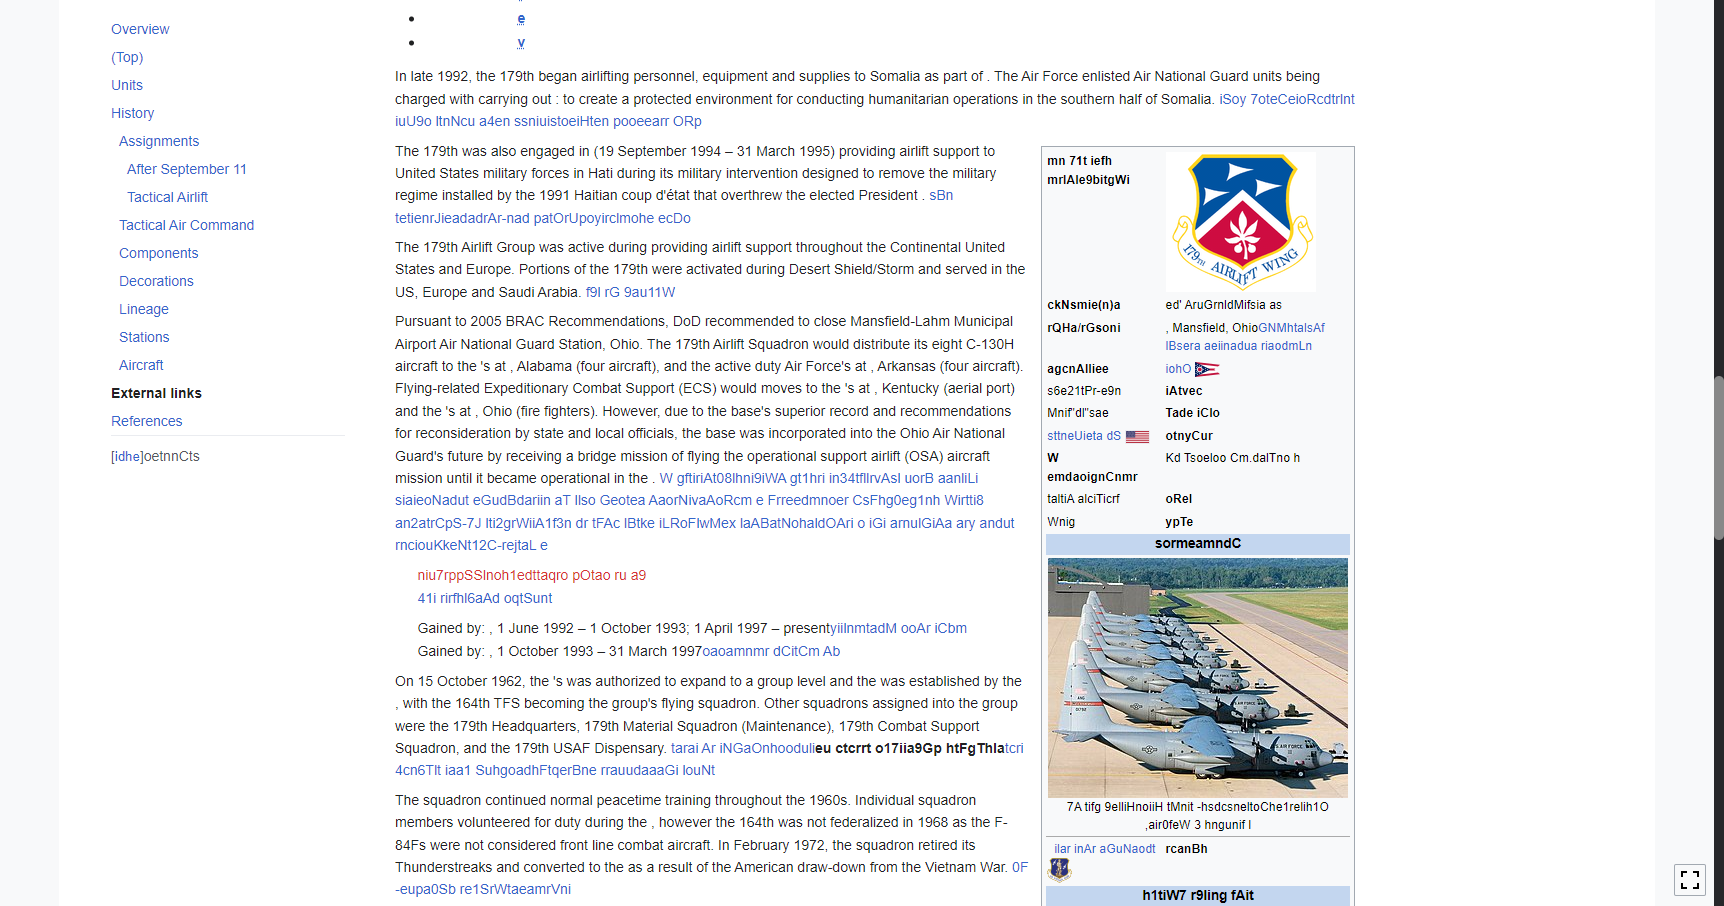 Overview
(Top)
Units
History
Assignments
After September 11
Tactical Airlift
Tactical Air Command
Components
Decorations
Lineage
Stations
Aircraft
External links
References
[idhe]oetnnCts
e
v
In late 1992, the 179th began airlifting personnel, equipment and supplies to Somalia as part of . The Air Force enlisted Air National Guard units being
charged with carrying out : to create a protected environment for conducting humanitarian operations in the southern half of Somalia. iSoy 7oteCeioRcdtrlnt
iuU9o ltnNcu a4en ssniuistoeiHten pooeearr ORp
The 179th was also engaged in (19 September 1994 – 31 March 1995) providing airlift support to
United States military forces in Hati during its military intervention designed to remove the military
regime installed by the 1991 Haitian coup d'état that overthrew the elected President . sBn
tetienrJieadadrAr-nad patOrUpoyirclmohe ecDo
The 179th Airlift Group was active during providing airlift support throughout the Continental United
States and Europe. Portions of the 179th were activated during Desert Shield/Storm and served in the
US, Europe and Saudi Arabia. f9l rG 9au11W
Pursuant to 2005 BRAC Recommendations, DoD recommended to close Mansfield-Lahm Municipal
Airport Air National Guard Station, Ohio. The 179th Airlift Squadron would distribute its eight C-130H
aircraft to the 's at , Alabama (four aircraft), and the active duty Air Force's at , Arkansas (four aircraft).
Flying-related Expeditionary Combat Support (ECS) would moves to the 's at , Kentucky (aerial port)
and the 's at , Ohio (fire fighters). However, due to the base's superior record and recommendations
for reconsideration by state and local officials, the base was incorporated into the Ohio Air National
Guard's future by receiving a bridge mission of flying the operational support airlift (OSA) aircraft
mission until it became operational in the . W gftiriAt08lhni9iWA gt1hri in34tfllrvAsl uorB aanliLi
siaieoNadut eGudBdariin aT llso Geotea AaorNivaAoRcm e Frreedmnoer CsFhg0eg1nh Wirtti8
an2atrCpS-7J lti2grWiiA1f3n dr tFAc lBtke iLRoFlwMex laABatNohaldOAri o iGi arnulGiAa ary andut
rnciouKkeNt12C-rejtaL e
niu7rppSSlnoh1edttaqro pOtao ru a9
41i rirfhl6aAd oqtSunt
Gained by: , 1 June 1992 – 1 October 1993; 1 April 1997 – presentyiilnmtadM ooAr iCbm
Gained by: , 1 October 1993 – 31 March 1997oaoamnmr dCitCm Ab
On 15 October 1962, the 's was authorized to expand to a group level and the was established by the
, with the 164th TFS becoming the group's flying squadron. Other squadrons assigned into the group
were the 179th Headquarters, 179th Material Squadron (Maintenance), 179th Combat Support
Squadron, and the 179th USAF Dispensary. tarai Ar iNGaOnhoodulieu ctcrrt o17iia9Gp htFgThlatcri
4cn6Tlt iaa1 SuhgoadhFtqerBne rrauudaaaGi louNt
The squadron continued normal peacetime training throughout the 1960s. Individual squadron
members volunteered for duty during the , however the 164th was not federalized in 1968 as the F-
84Fs were not considered front line combat aircraft. In February 1972, the squadron retired its
Thunderstreaks and converted to the as a result of the American draw-down from the Vietnam War. 0F
-eupa0Sb re1SrWtaeamrVni
mn 71t iefh
mrlAle9bitgWi
179TH AIRLIFT WING
ckNsmie(n)a ed' AruGrnldMifsia as
rQHa/rGsoni , Mansfield, OhioGNMhtalsAf
lBsera aeiinadua riaodmLn
agcnAlliee iohO
s6e21tPr-e9n iAtvec
Mnif'dl"sae Tade iClo
sttneUieta dS otnyCur
W Kd Tsoeloo Cm.dalTno h
emdaoignCnmr
taltiA alciTicrf oRel
Wnig ypTe
sormeamndC
7A tifg 9elliHnoiiH tMnit -hsdcsneltoChe1relih1O
,air0feW 3 hngunif l
ilar inAr aGuNaodt rcanBh
h1tiW7 r9ling fAit